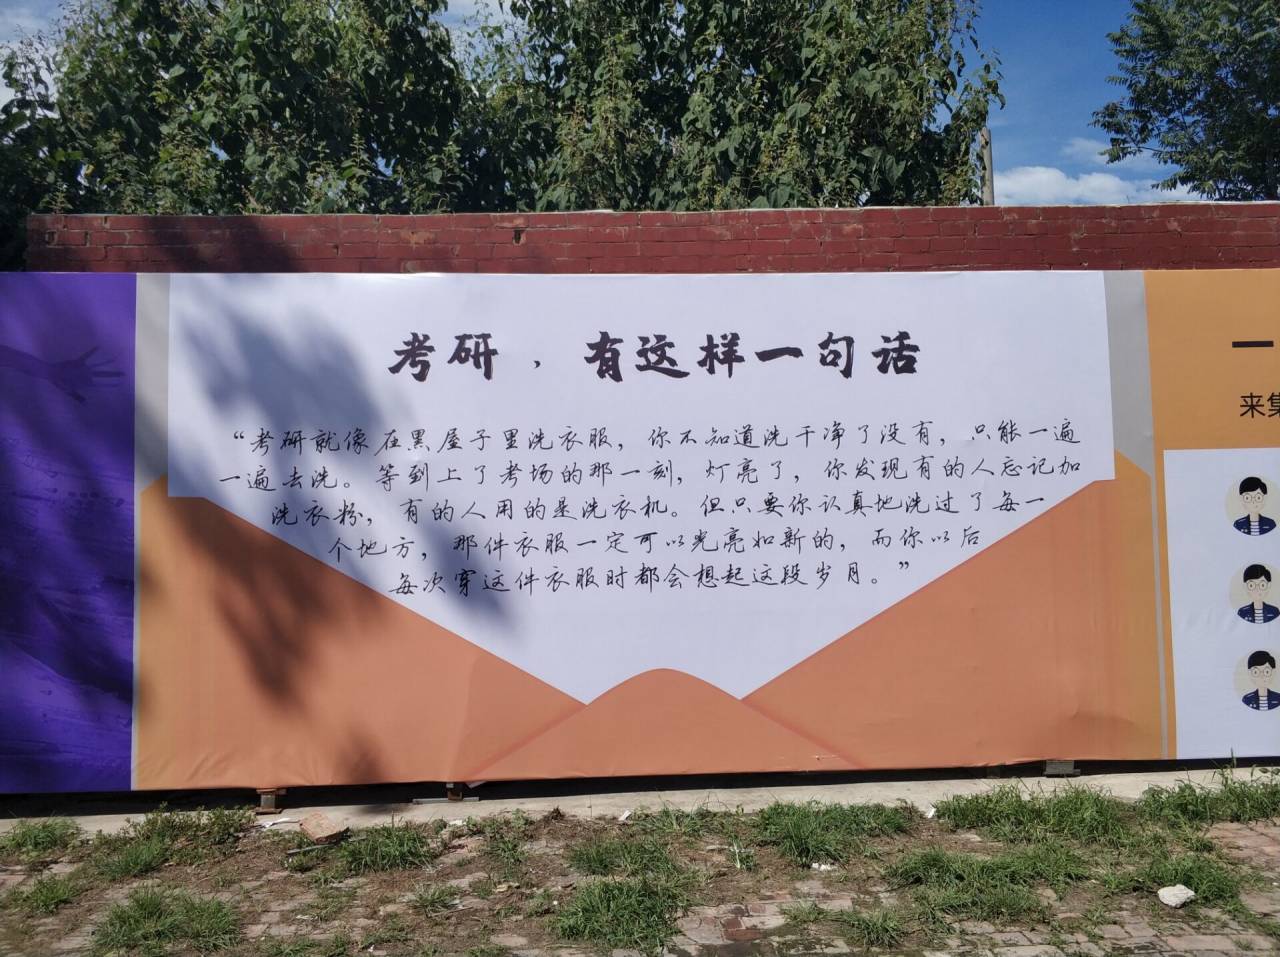 考研，有这样一句话
“考研就像在黑屋子里洗衣服，你不知道洗干净了没有，只能一遍
一遍去洗。等到上了考场的那一刻，灯亮了，你发现有的人忘记加
洗衣粉，有的人用的是洗衣机。但只要你认真地洗过了每一
个地方，那件衣服一定可以光亮如新的，而你以后
每次穿这件衣服时都会想起这段岁月。”
一
来集